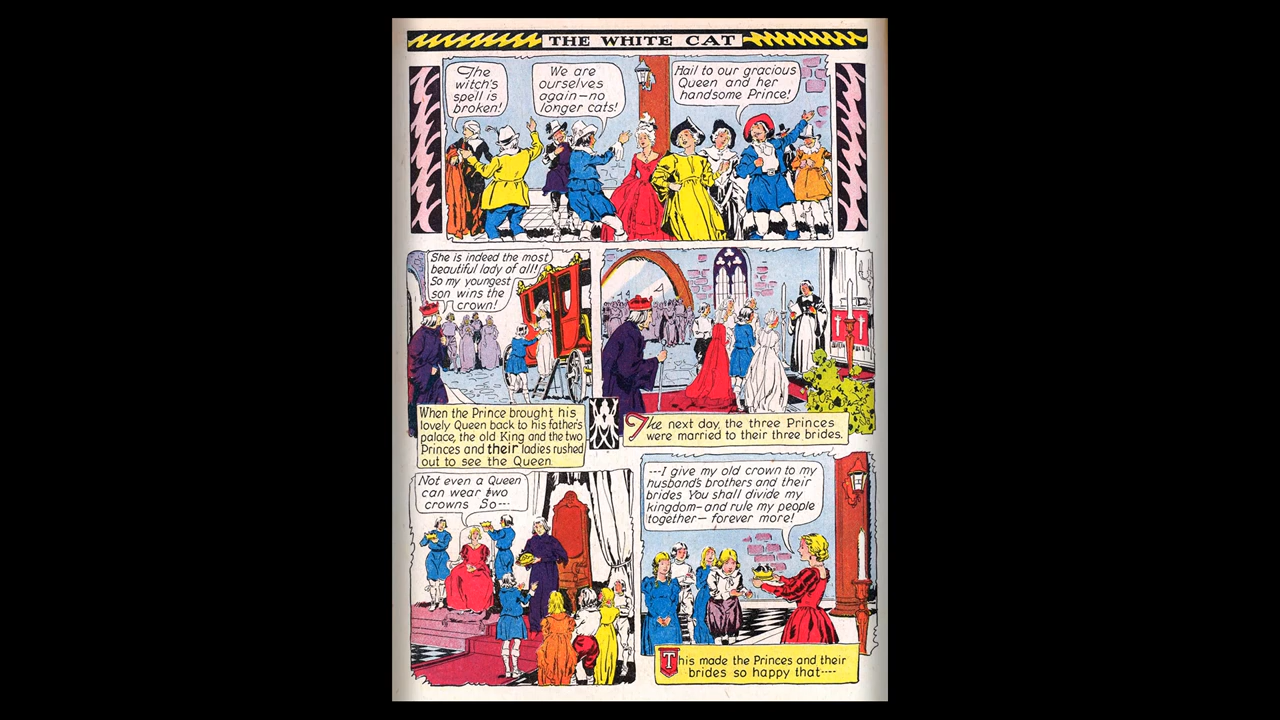 THE WHITE CAT
The
witch's
spell is
broken!
We are
ourselves
again—no
longer cats!
Hail to our gracious
Queen and her
handsome Prince!
She is indeed the most
beautiful lady of all!
So my youngest
son wins the
crown!
When the Prince brought his
lovely Queen back to his father's
palace, the old King and the two
Princes and their ladies rushed
out to see the Queen.
The next day, the three Princes
were married to their three brides.
Not even a Queen
can wear two
crowns So---
---I give my old crown to my
husband's brothers and their
brides You shall divide my
kingdom—and rule my people
together—forever more!
This made the Princes and their
brides so happy that----